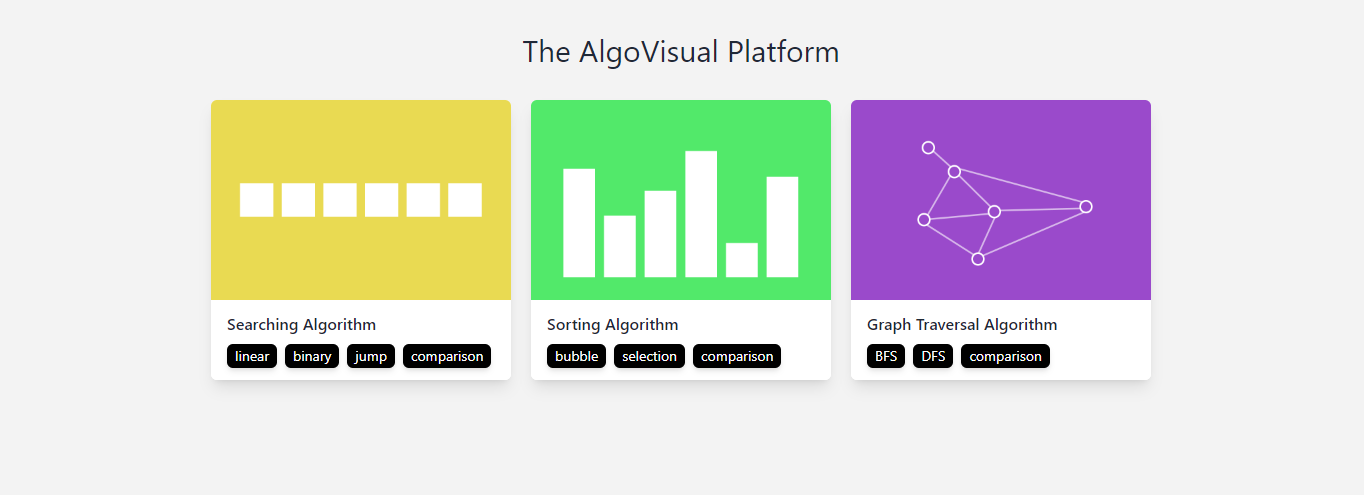 The AlgoVisual Platform
Searching Algorithm
linear binary jump comparison
Sorting Algorithm
bubble selection comparison
Graph Traversal Algorithm
BFS DFS comparison